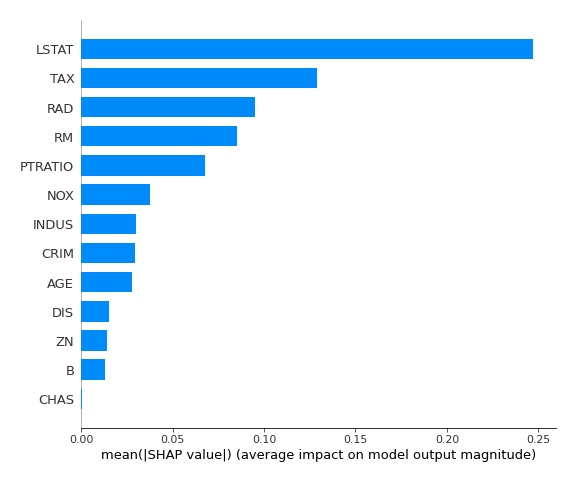 LSTAT
TAX
RAD
RM
PTRATIO
NOX
INDUS
CRIM
AGE
DIS
ZN
B
CHAS
0.00 0.05 0.10 0.15 0.20 0.25
mean(|SHAP value|) (average impact on model output magnitude)